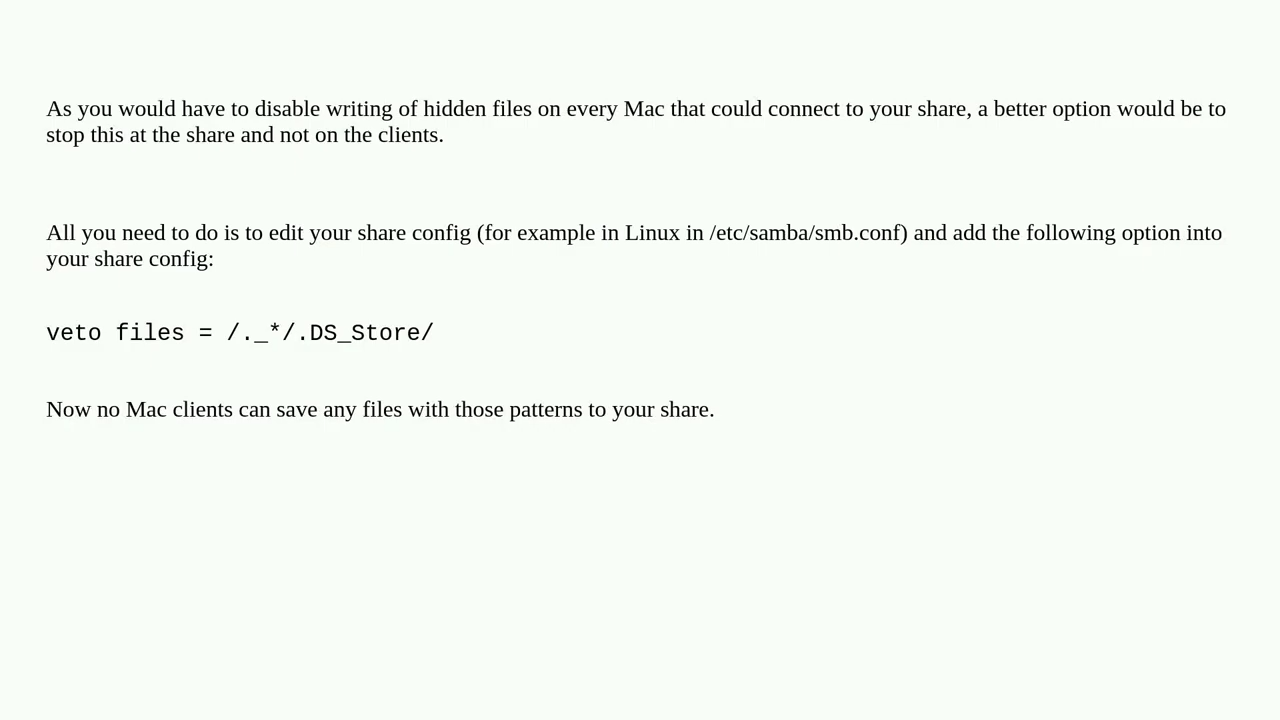 As you would have to disable writing of hidden files on every Mac that could connect to your share, a better option would be to
stop this at the share and not on the clients.
All you need to do is to edit your share config (for example in Linux in /etc/samba/smb.conf) and add the following option into
your share config:
veto files = /._*/.DS_Store/
Now no Mac clients can save any files with those patterns to your share.